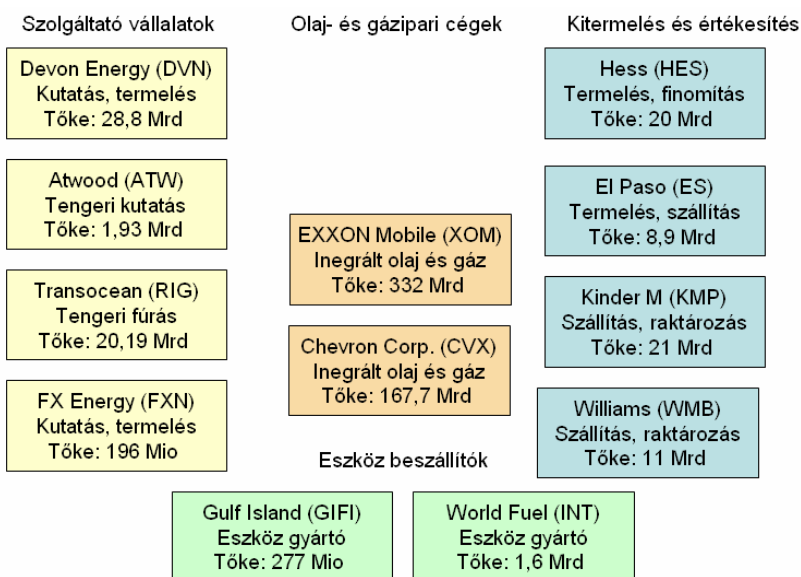 Szolgáltató vállalatok
Devon Energy (DVN)
Kutatás, termelés
Tőke: 28,8 Mrd
Atwood (ATW)
Tengeri kutatás
Tőke: 1,93 Mrd
Transocean (RIG)
Tengeri fúrás
Tőke: 20,19 Mrd
FX Energy (FXN)
Kutatás, termelés
Tőke: 196 Mio
Olaj- és gázipari cégek
EXXON Mobile (XOM)
Inegrált olaj és gáz
Tőke: 332 Mrd
Chevron Corp. (CVX)
Inegrált olaj és gáz
Tőke: 167,7 Mrd
Kitermelés és értékesítés
Hess (HES)
Termelés, finomítás
Tőke: 20 Mrd
El Paso (ES)
Termelés, szállítás
Tőke: 8,9 Mrd
Kinder M (KMP)
Szállítás, raktározás
Tőke: 21 Mrd
Williams (WMB)
Szállítás, raktározás
Tőke: 11 Mrd
Eszköz beszállítók
Gulf Island (GIFI)
Eszköz gyártó
Tőke: 277 Mio
World Fuel (INT)
Eszköz gyártó
Tőke: 1,6 Mrd